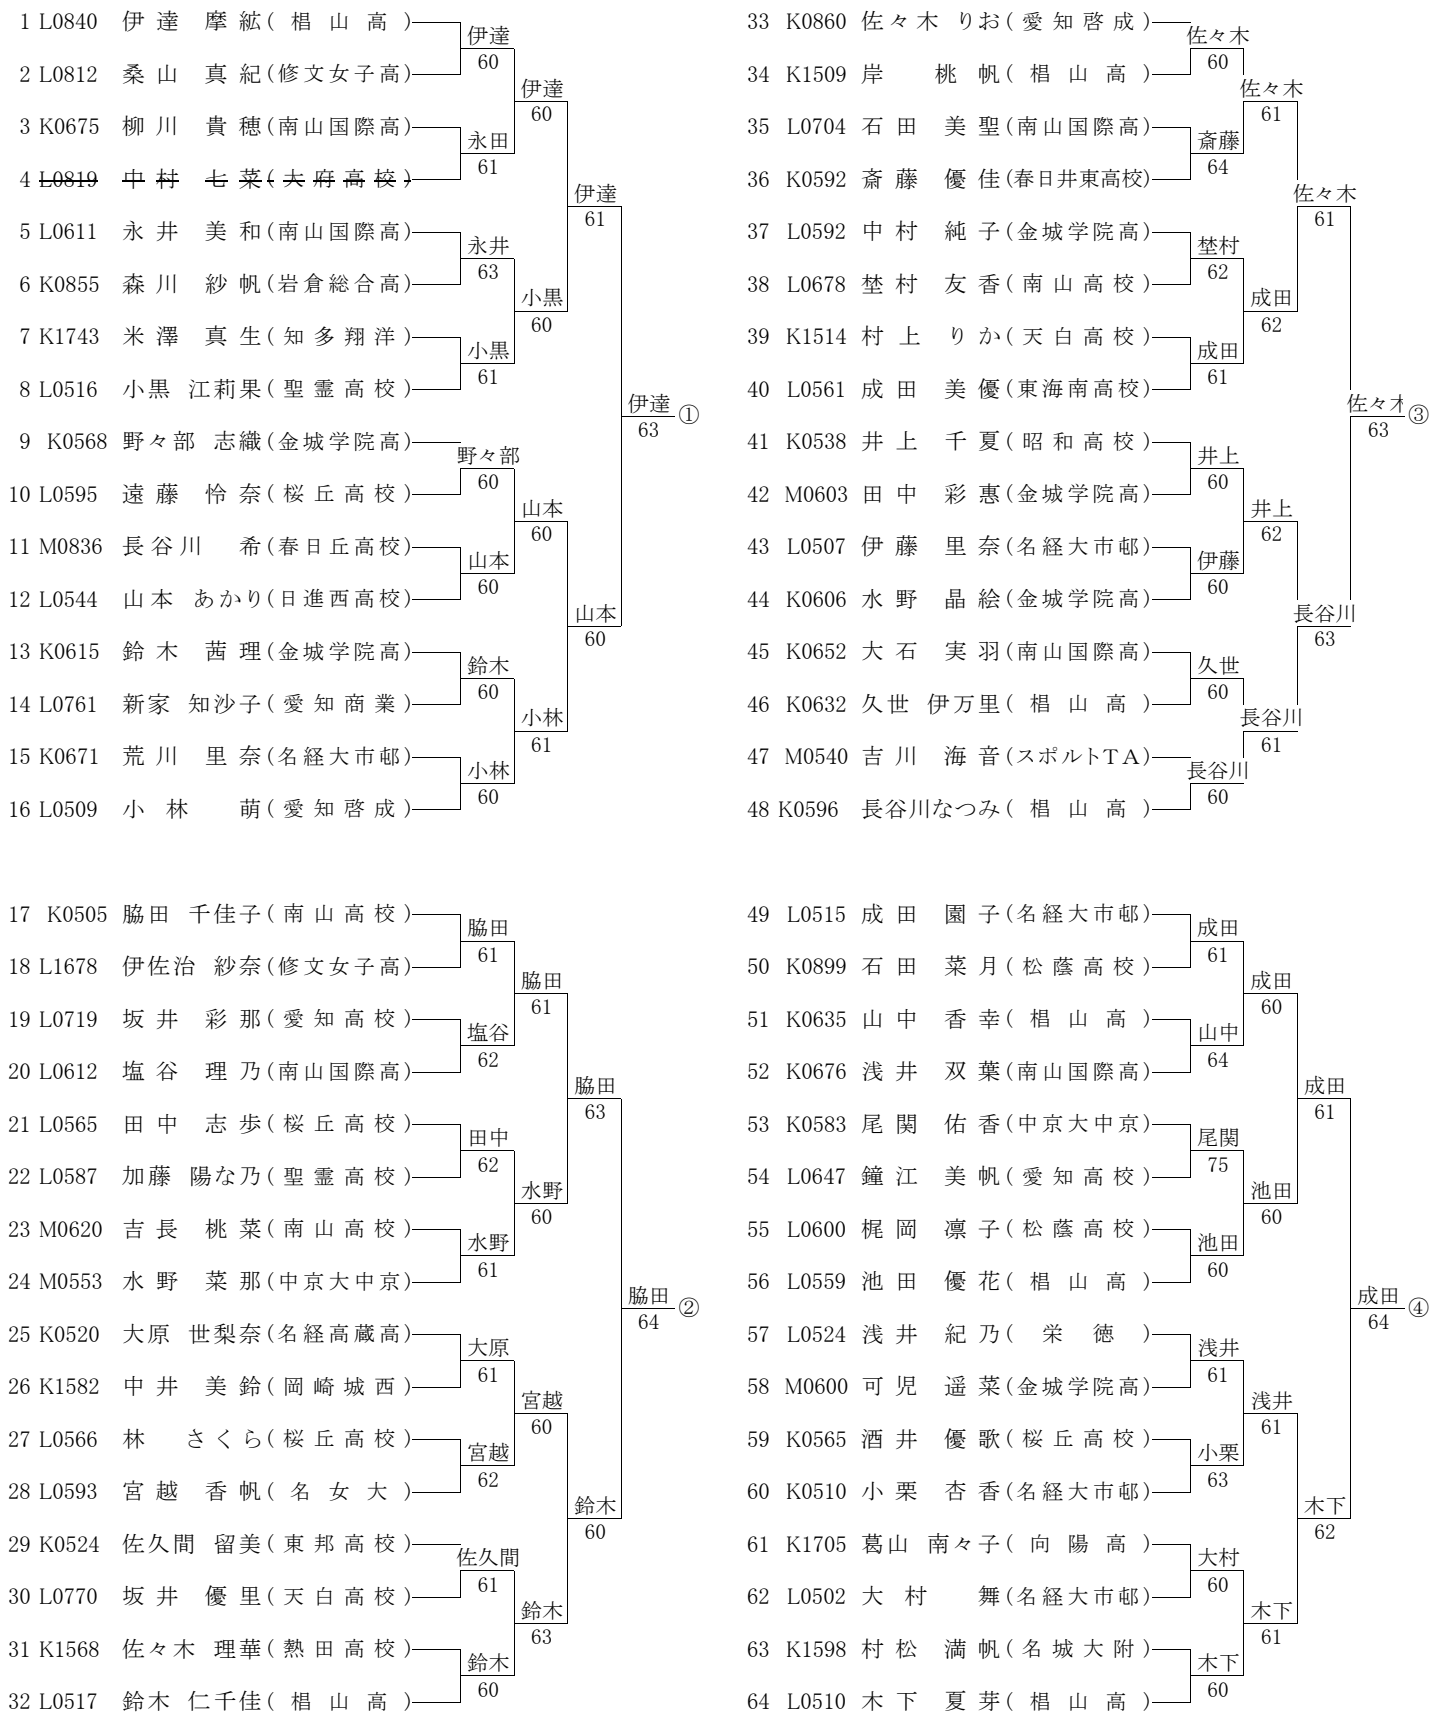 1 L0840 伊 達 摩 紘 ( 椙 山 高 )
伊達
60
2 L0812 桑 山 真 紀 (修文女子高)
伊達
60
3 K0675 柳 川 貴 穂 (南山国際高)
永田
61
4 L0819 中 村 七 菜 ( 大 府 高 校 )
伊達
61
5 L0611 永 井 美 和 (南山国際高)
永井
63
6 K0855 森 川 紗 帆 (岩倉総合高)
小黒
60
7 K1743 米 澤 真 生 ( 知 多 翔 洋 )
小黒
61
8 L0516 小黒 江莉果 ( 聖 霊 高 校 )
伊達 ①
63
9 K0568 野々部 志織 (金城学院高)
野々部
60
10 L0595 遠 藤 怜 奈 ( 桜 丘 高 校 )
山本
60
11 M0836 長谷川 希 (春日丘高校)
山本
60
12 L0544 山本 あかり (日進西高校)
山本
60
13 K0615 鈴 木 茜 理 (金城学院高)
鈴木
60
14 L0761 新家 知沙子 ( 愛 知 商 業 )
小林
61
15 K0671 荒 川 里 奈 (名経大市邨)
小林
60
16 L0509 小 林 萌 ( 愛 知 啓 成 )
17 K0505 脇田 千佳子 ( 南 山 高 校 )
脇田
61
18 L1678 伊佐治 紗奈 (修文女子高)
脇田
61
19 L0719 坂 井 彩 那 ( 愛 知 高 校 )
塩谷
62
20 L0612 塩 谷 理 乃 (南山国際高)
脇田
63
21 L0565 田 中 志 歩 ( 桜 丘 高 校 )
田中
62
22 L0587 加藤 陽な乃 ( 聖 霊 高 校 )
水野
60
23 M0620 吉 長 桃 菜 ( 南 山 高 校 )
水野
61
24 M0553 水 野 菜 那 (中京大中京)
脇田 ②
64
25 K0520 大原 世梨奈 (名経高蔵高)
大原
61
26 K1582 中 井 美 鈴 ( 岡 崎 城 西 )
宮越
60
27 L0566 林 さくら ( 桜 丘 高 校 )
宮越
62
28 L0593 宮 越 香 帆 ( 名 女 大 )
鈴木
60
29 K0524 佐久間 留美 ( 東 邦 高 校 )
佐久間
61
30 L0770 坂 井 優 里 ( 天 白 高 校 )
鈴木
63
31 K1568 佐々木 理華 ( 熱 田 高 校 )
鈴木
60
32 L0517 鈴木 仁千佳 ( 椙 山 高 )
33 K0860 佐々木 りお ( 愛 知 啓 成 )
佐々木
60
34 K1509 岸 桃 帆 ( 椙 山 高 )
佐々木
61
35 L0704 石 田 美 聖 (南山国際高)
斎藤
64
36 K0592 斎 藤 優 佳 (春日井東高校)
佐々木
61
37 L0592 中 村 純 子 (金城学院高)
埜村
62
38 L0678 埜 村 友 香 ( 南 山 高 校 )
成田
62
39 K1514 村 上 りか ( 天 白 高 校 )
成田
61
40 L0561 成 田 美 優 (東海南高校)
佐々木 ③
63
41 K0538 井 上 千 夏 ( 昭 和 高 校 )
井上
60
42 M0603 田 中 彩 惠 (金城学院高)
井上
62
43 L0507 伊 藤 里 奈 (名経大市邨)
伊藤
60
44 K0606 水 野 晶 絵 (金城学院高)
長谷川
63
45 K0652 大 石 実 羽 (南山国際高)
久世
60
46 K0632 久世 伊万里 ( 椙 山 高 )
長谷川
61
47 M0540 吉 川 海 音 (スポルトTA)
長谷川
60
48 K0596 長谷川なつみ ( 椙 山 高 )
49 L0515 成 田 園 子 (名経大市邨)
成田
61
50 K0899 石 田 菜 月 ( 松 蔭 高 校 )
成田
60
51 K0635 山 中 香 幸 ( 椙 山 高 )
山中
64
52 K0676 浅 井 双 葉 (南山国際高)
成田
61
53 K0583 尾 関 佑 香 (中京大中京)
尾関
75
54 L0647 鐘 江 美 帆 ( 愛 知 高 校 )
池田
60
55 L0600 梶 岡 凛 子 ( 松 蔭 高 校 )
池田
60
56 L0559 池 田 優 花 ( 椙 山 高 )
成田 ④
64
57 L0524 浅 井 紀 乃 ( 栄 徳 )
浅井
61
58 M0600 可 児 遥 菜 (金城学院高)
浅井
61
59 K0565 酒 井 優 歌 ( 桜 丘 高 校 )
小栗
63
60 K0510 小 栗 杏 香 (名経大市邨)
木下
62
61 K1705 葛山 南々子 ( 向 陽 高 )
大村
60
62 L0502 大 村 舞 (名経大市邨)
木下
61
63 K1598 村 松 満 帆 ( 名 城 大 附 )
木下
60
64 L0510 木 下 夏 芽 ( 椙 山 高 )